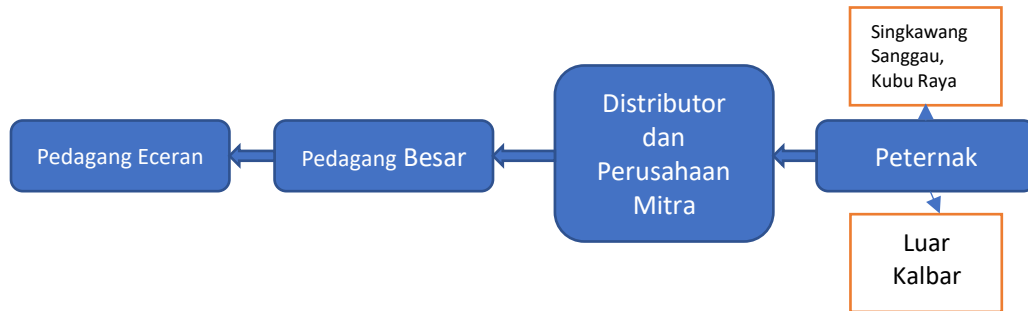 Singkawang
Sanggau,
Kubu Raya
Pedagang Eceran
Pedagang Besar
Distributor
dan
Perusahaan
Mitra
Peternak
Luar
Kalbar